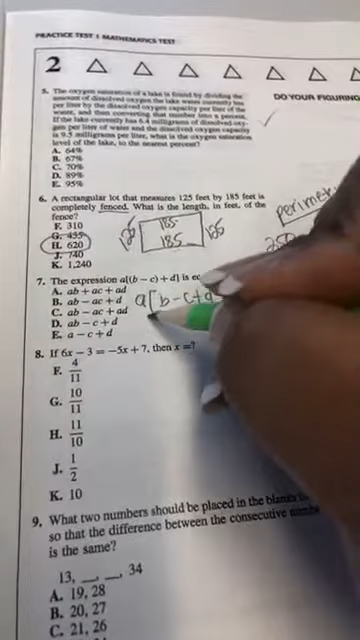 PRACTICE TEST 1 MATHEMATICS TEST
2
DO YOUR FIGURING
5. The oxygen saturation of a lake is found by dividing the
amount of dissolved oxygen the lake water currently has
per liter by the dissolved oxygen capacity per liter of the
water, and then converting that number into a percent.
If the lake currently has 6.4 milligrams of dissolved oxy-
gen per liter of water and the dissolved oxygen capacity
is 9.5 milligrams per liter, what is the oxygen saturation
level of the lake, to the nearest percent?
A. 64%
B. 67%
C. 70%
D. 89%
E. 95%
6. A rectangular lot that measures 125 feet by 185 feet is
completely fenced. What is the length, in feet, of the
fence?
F. 310
G. 435
H. 620
J. 740
K. 1,240
185
185
perimet
250
7. The expression a[(b − c) + d] is
A. ab + ac + ad
B. ab − ac + d
C. ab − ac + ad
D. ab − c + d
E. a − c + d
a[b-c+d
8. If 6x − 3 = −5x + 7, then x = ?
F. 4/11
G. 10/11
H. 11/10
J. 1/2
K. 10
9. What two numbers should be placed in the blanks
so that the difference between the consecutive
is the same?
13, __, __, 34
A. 19, 28
B. 20, 27
C. 21, 26